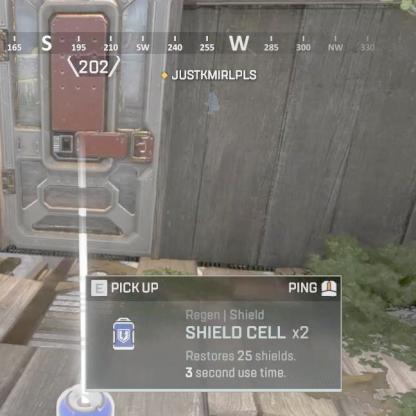 165 S 195 210 SW 240 255 W 285 300 NW 330
202
JUSTKMIRLPLS
E PICK UP PING
Regen | Shield
SHIELD CELL x2
Restores 25 shields.
3 second use time.